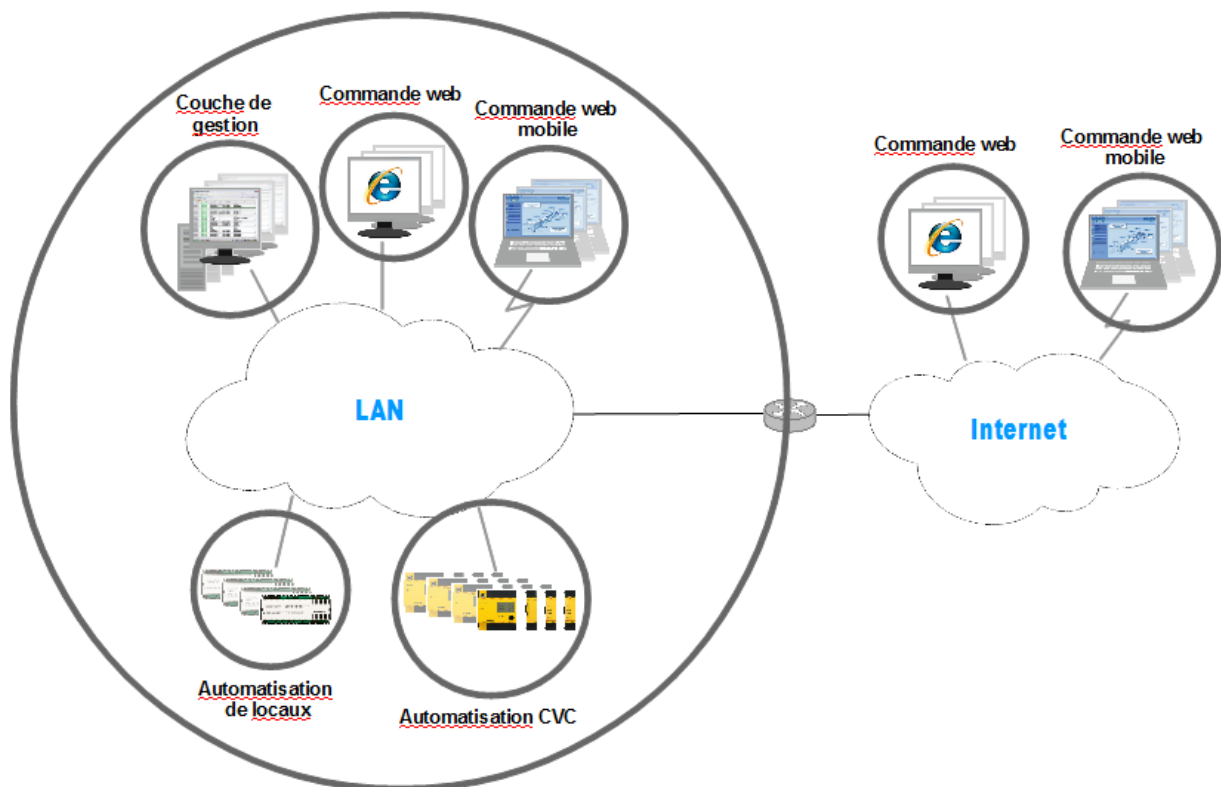 Couche de
gestion
Commande web
Commande web
mobile
Commande web
Commande web
mobile
LAN
Internet
Automatisation
de locaux
Automatisation CVC